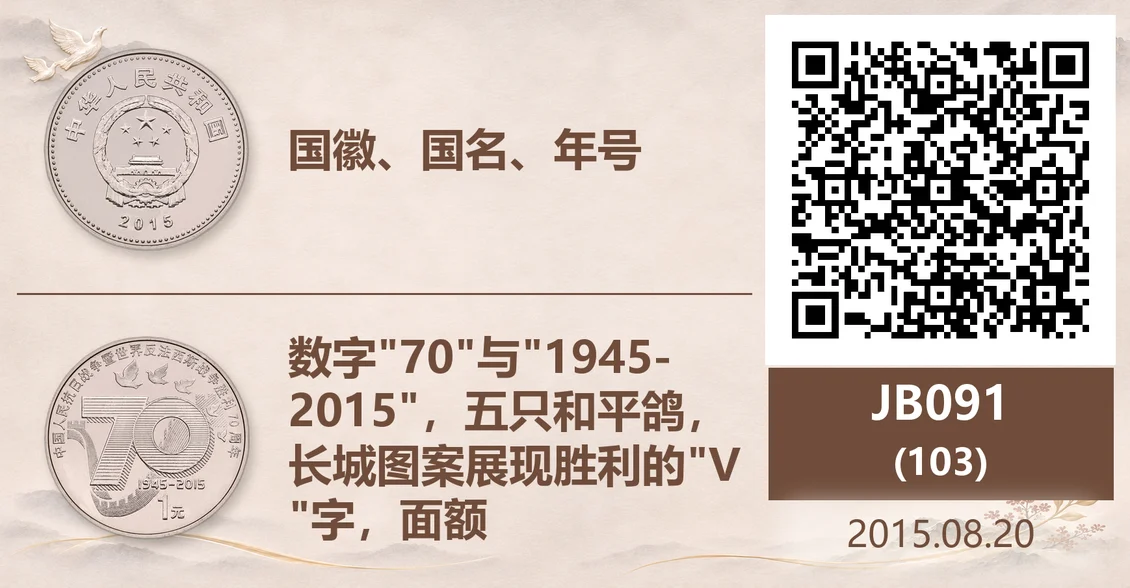 中华人民共和国
2015
国徽、国名、年号
中国人民抗日战争暨世界反法西斯战争胜利70周年
70
1945-2015
1元
数字"70"与"1945-
2015"，五只和平鸽，
长城图案展现胜利的"V
"字，面额
JB091
(103)
2015.08.20